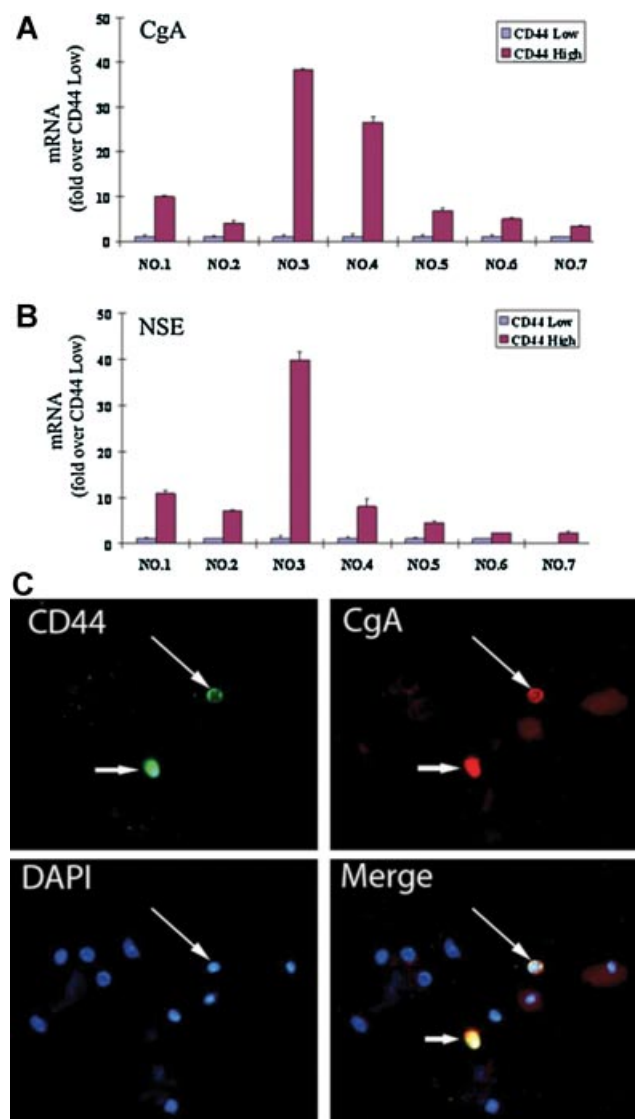 A
CgA
CD44 Low
CD44 High
mRNA
(fold over CD44 Low)
50
40
30
20
10
0
NO.1 NO.2 NO.3 NO.4 NO.5 NO.6 NO.7
B
NSE
CD44 Low
CD44 High
mRNA
(fold over CD44 Low)
50
40
30
20
10
0
NO.1 NO.2 NO.3 NO.4 NO.5 NO.6 NO.7
C
CD44 CgA
DAPI Merge